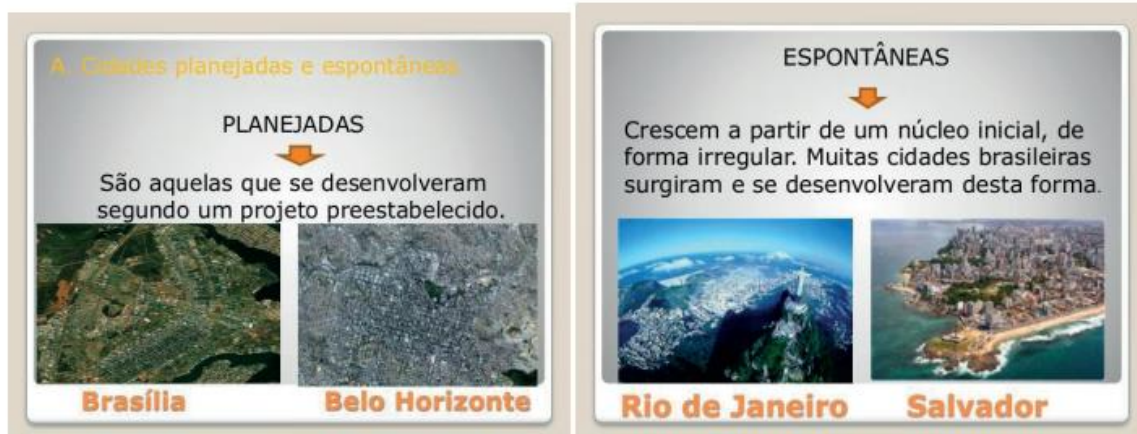 A. Cidades planejadas e espontâneas
PLANEJADAS
São aquelas que se desenvolveram
segundo um projeto preestabelecido.
Brasília
Belo Horizonte
ESPONTÂNEAS
Crescem a partir de um núcleo inicial, de
forma irregular. Muitas cidades brasileiras
surgiram e se desenvolveram desta forma.
Rio de Janeiro
Salvador